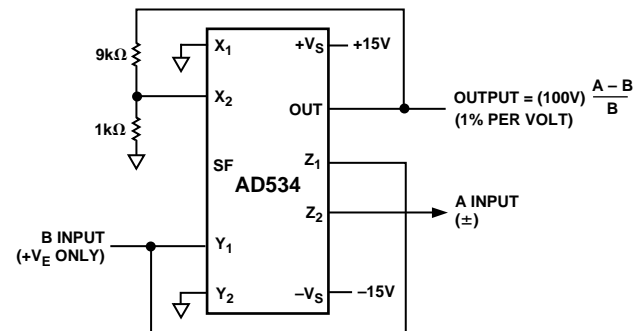 X1
+VS
+15V
9kΩ
X2
OUT
OUTPUT = (100V) A – B
B
(1% PER VOLT)
1kΩ
SF
Z1
AD534
Z2
A INPUT
(±)
B INPUT
(+VE ONLY)
Y1
Y2
–VS
–15V